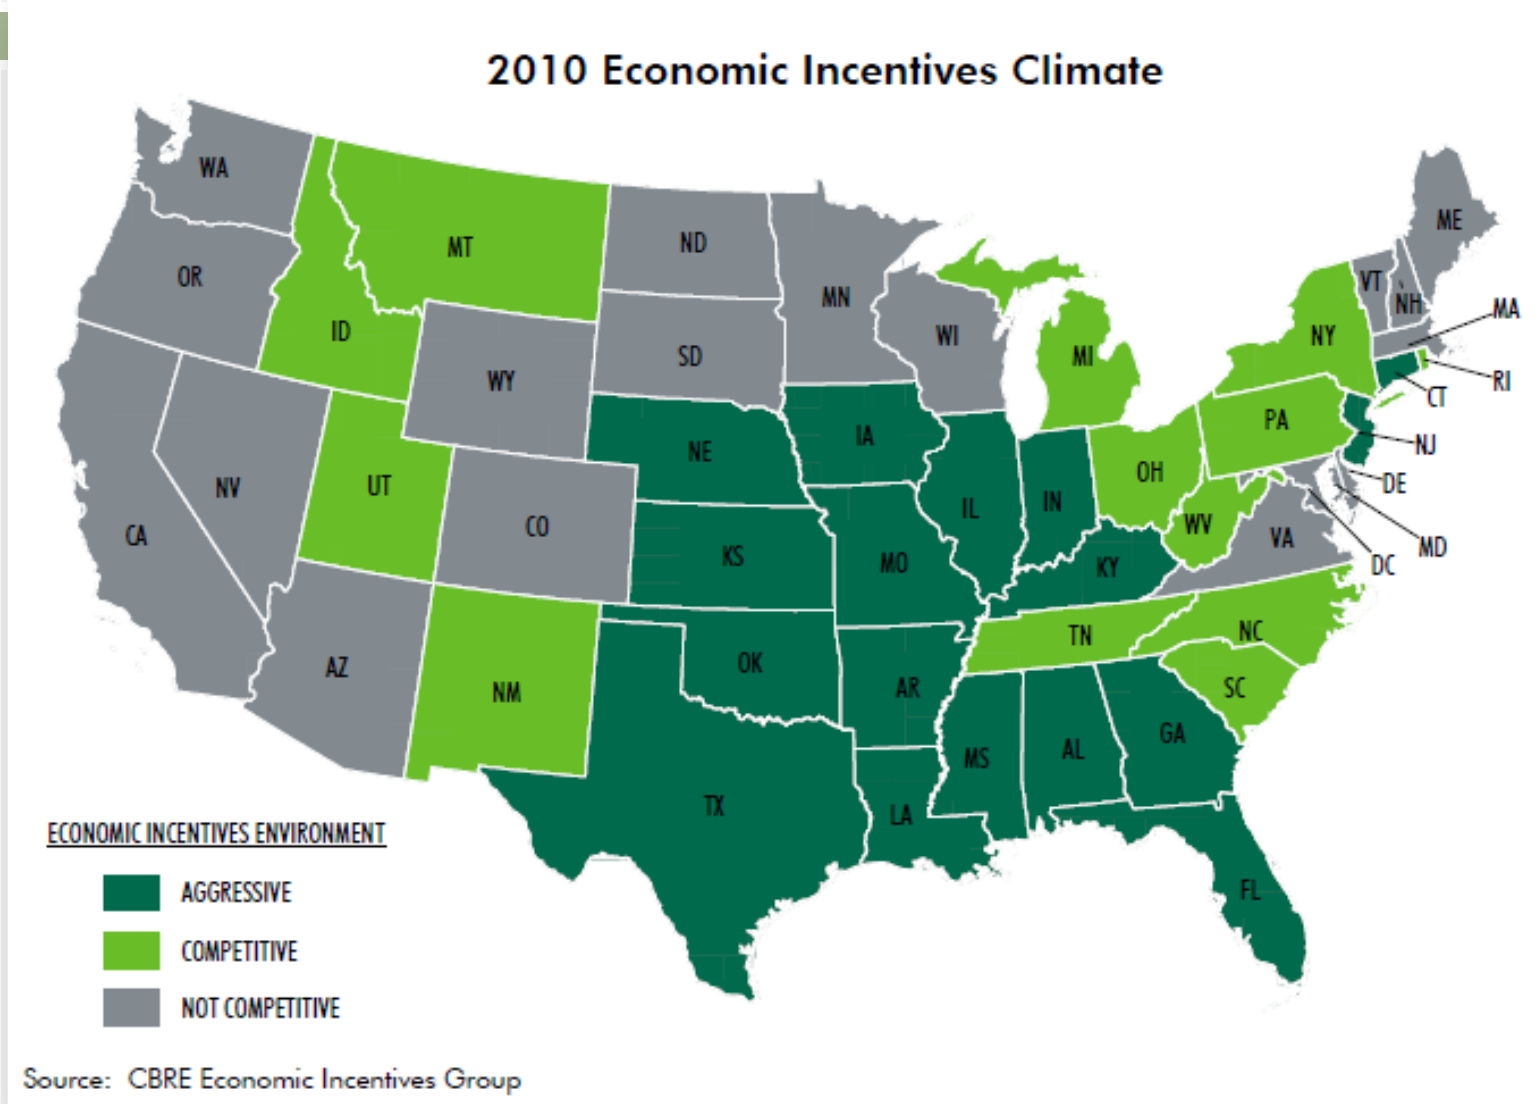 2010 Economic Incentives Climate
WA
OR
CA
NV
ID
MT
WY
UT
AZ
CO
NM
ND
SD
NE
KS
OK
TX
MN
IA
MO
AR
LA
WI
IL
IN
MI
OH
KY
TN
MS
AL
GA
FL
SC
NC
VA
WV
PA
NY
VT
NH
ME
MA
RI
CT
NJ
DE
MD
DC
ECONOMIC INCENTIVES ENVIRONMENT
AGGRESSIVE
COMPETITIVE
NOT COMPETITIVE
Source: CBRE Economic Incentives Group